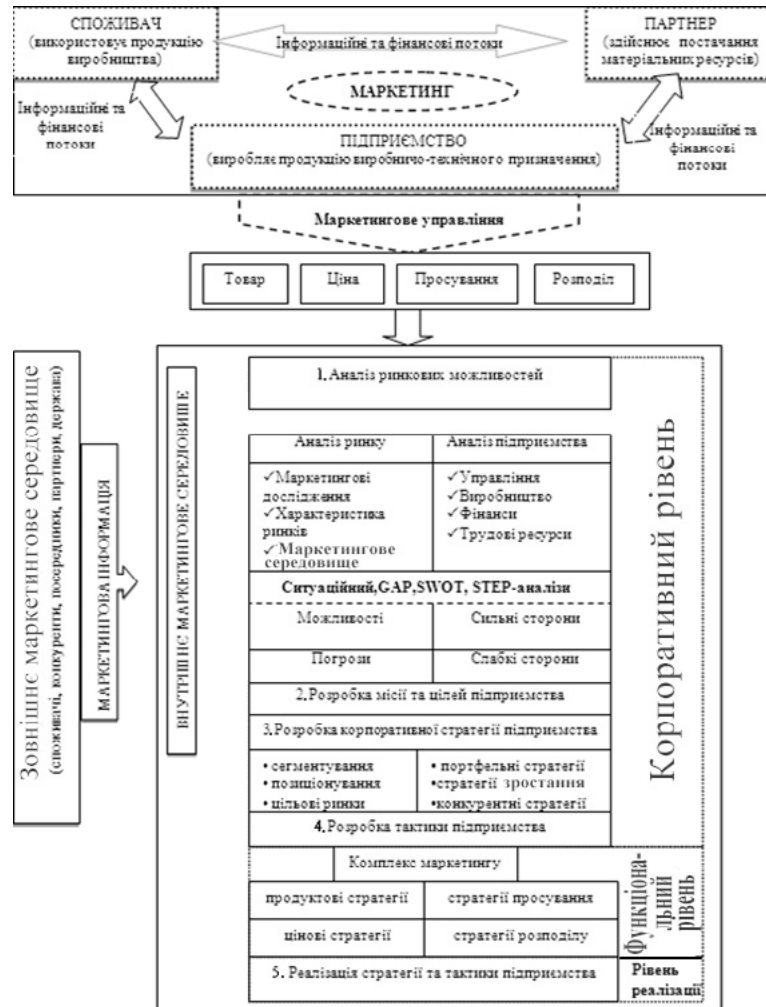 СПОЖИВАЧ
(використовує продукцію
виробництва)
Інформаційні та фінансові потоки
ПАРТНЕР
(здійснює постачання
матеріальних ресурсів)
МАРКЕТИНГ
Інформаційні та
фінансові
потоки
ПІДПРИЄМСТВО
(виробляє продукцію виробничо-технічного призначення)
Інформаційні та
фінансові
потоки
Маркетингове управління
Товар
Ціна
Просування
Розподіл
Зовнішнє маркетингове середовище
(споживачі, конкуренти, посередники, партнери, держава)
МАРКЕТИНГОВА ІНФОРМАЦІЯ
ВНУТРІШНЄ МАРКЕТИНГОВЕ СЕРЕДОВИЩЕ
1. Аналіз ринкових можливостей
Аналіз ринку
✓Маркетингові
дослідження
✓Характеристика
ринків
✓Маркетингове
середовище
Аналіз підприємства
✓Управління
✓Виробництво
✓Фінанси
✓Трудові ресурси
Ситуаційний,GAP,SWOT, STEP-аналізи
Можливості
Сильні сторони
Погрози
Слабкі сторони
2. Розробка місії та цілей підприємства
3. Розробка корпоративної стратегії підприємства
• сегментування
• позиціонування
• цільові ринки
• портфельні стратегії
•стратегії зростання
•конкурентні стратегії
4. Розробка тактики підприємства
Корпоративний рівень
Комплекс маркетингу
продуктові стратегії
стратегії просування
цінові стратегії
стратегії розподілу
Функціона-
льний
рівень
5. Реалізація стратегії та тактики підприємства
Рівень
реалізації